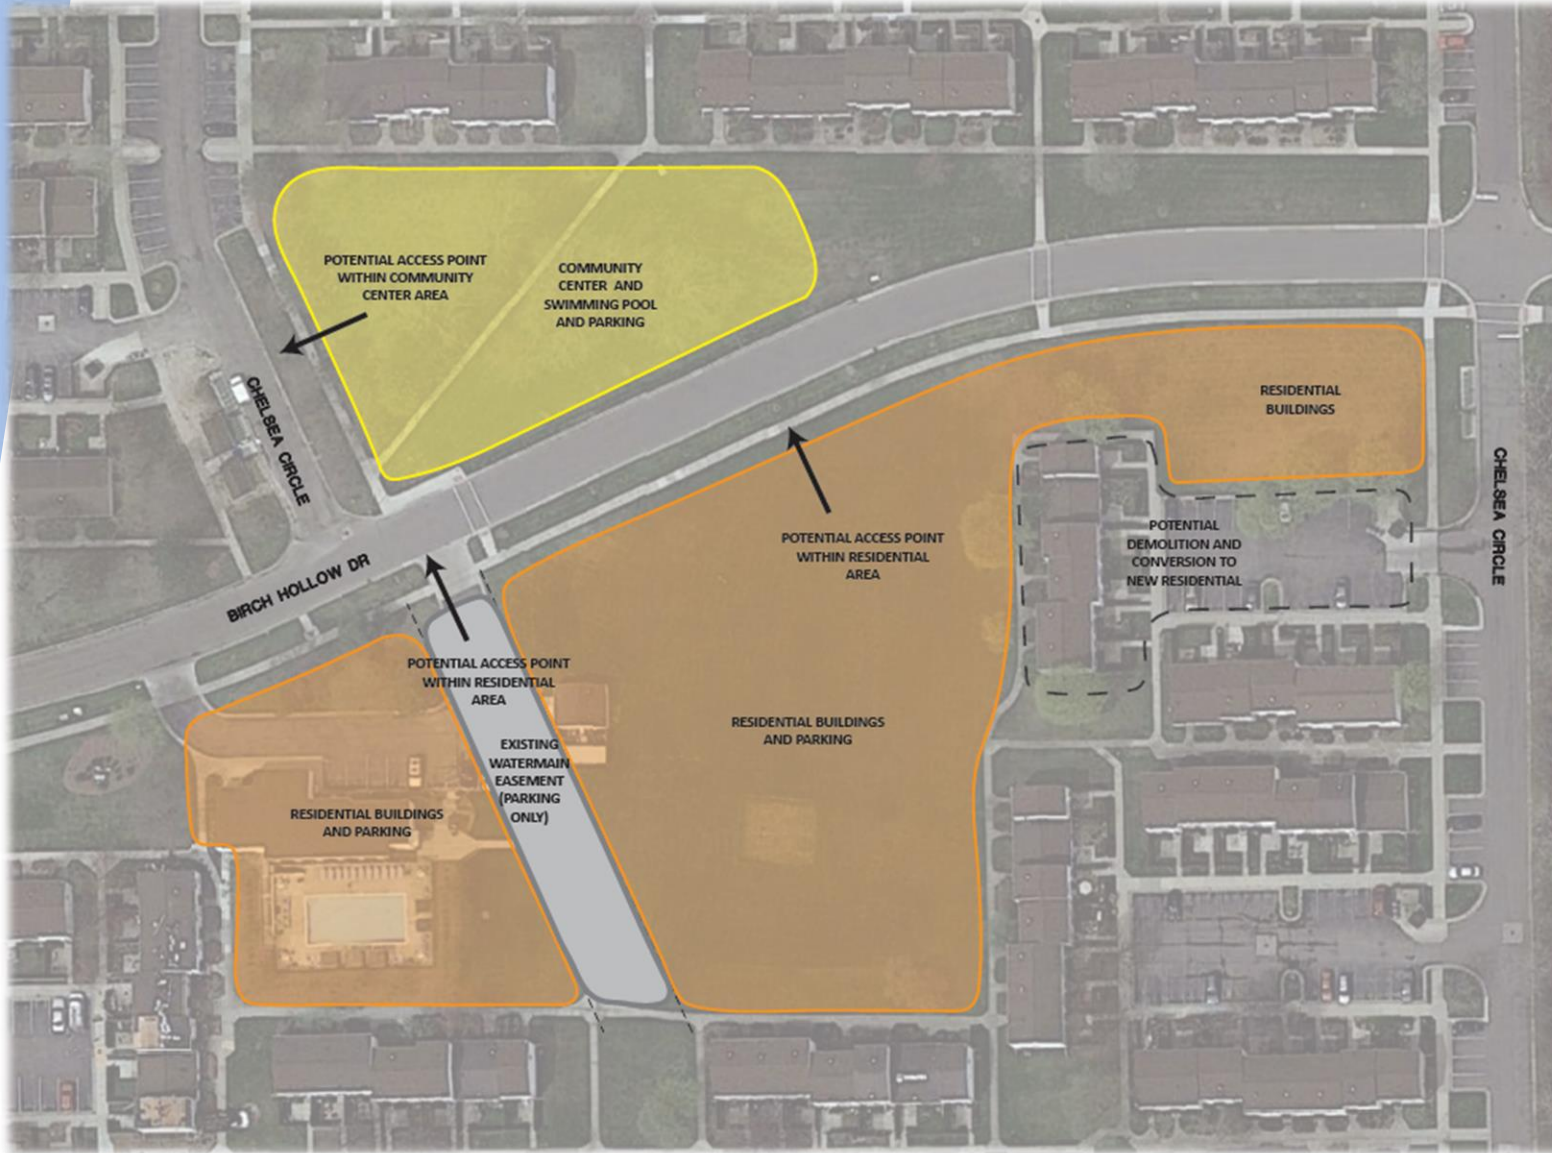 POTENTIAL ACCESS POINT
WITHIN COMMUNITY
CENTER AREA
COMMUNITY
CENTER AND
SWIMMING POOL
AND PARKING
CHELSEA CIRCLE
RESIDENTIAL
BUILDINGS
CHELSEA CIRCLE
POTENTIAL
DEMOLITION AND
CONVERSION TO
NEW RESIDENTIAL
POTENTIAL ACCESS POINT
WITHIN RESIDENTIAL
AREA
BIRCH HOLLOW DR
POTENTIAL ACCESS POINT
WITHIN RESIDENTIAL
AREA
RESIDENTIAL BUILDINGS
AND PARKING
EXISTING
WATERMAIN
EASEMENT
(PARKING
ONLY)
RESIDENTIAL BUILDINGS
AND PARKING